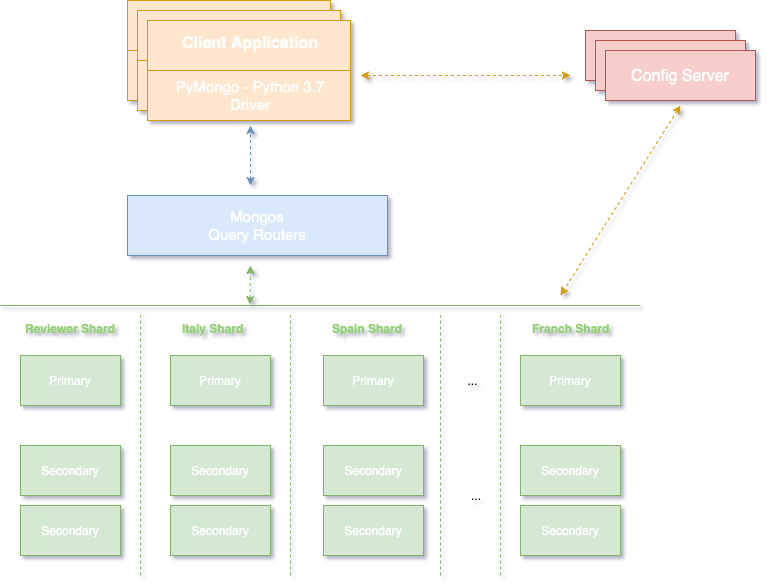 Client Application
PyMongo - Python 3.7
Driver
Config Server
Mongos
Query Routers
Reviewer Shard
Italy Shard
Spain Shard
Franch Shard
Primary
Primary
Primary
...
Primary
Secondary
Secondary
Secondary
Secondary
...
Secondary
Secondary
Secondary
Secondary